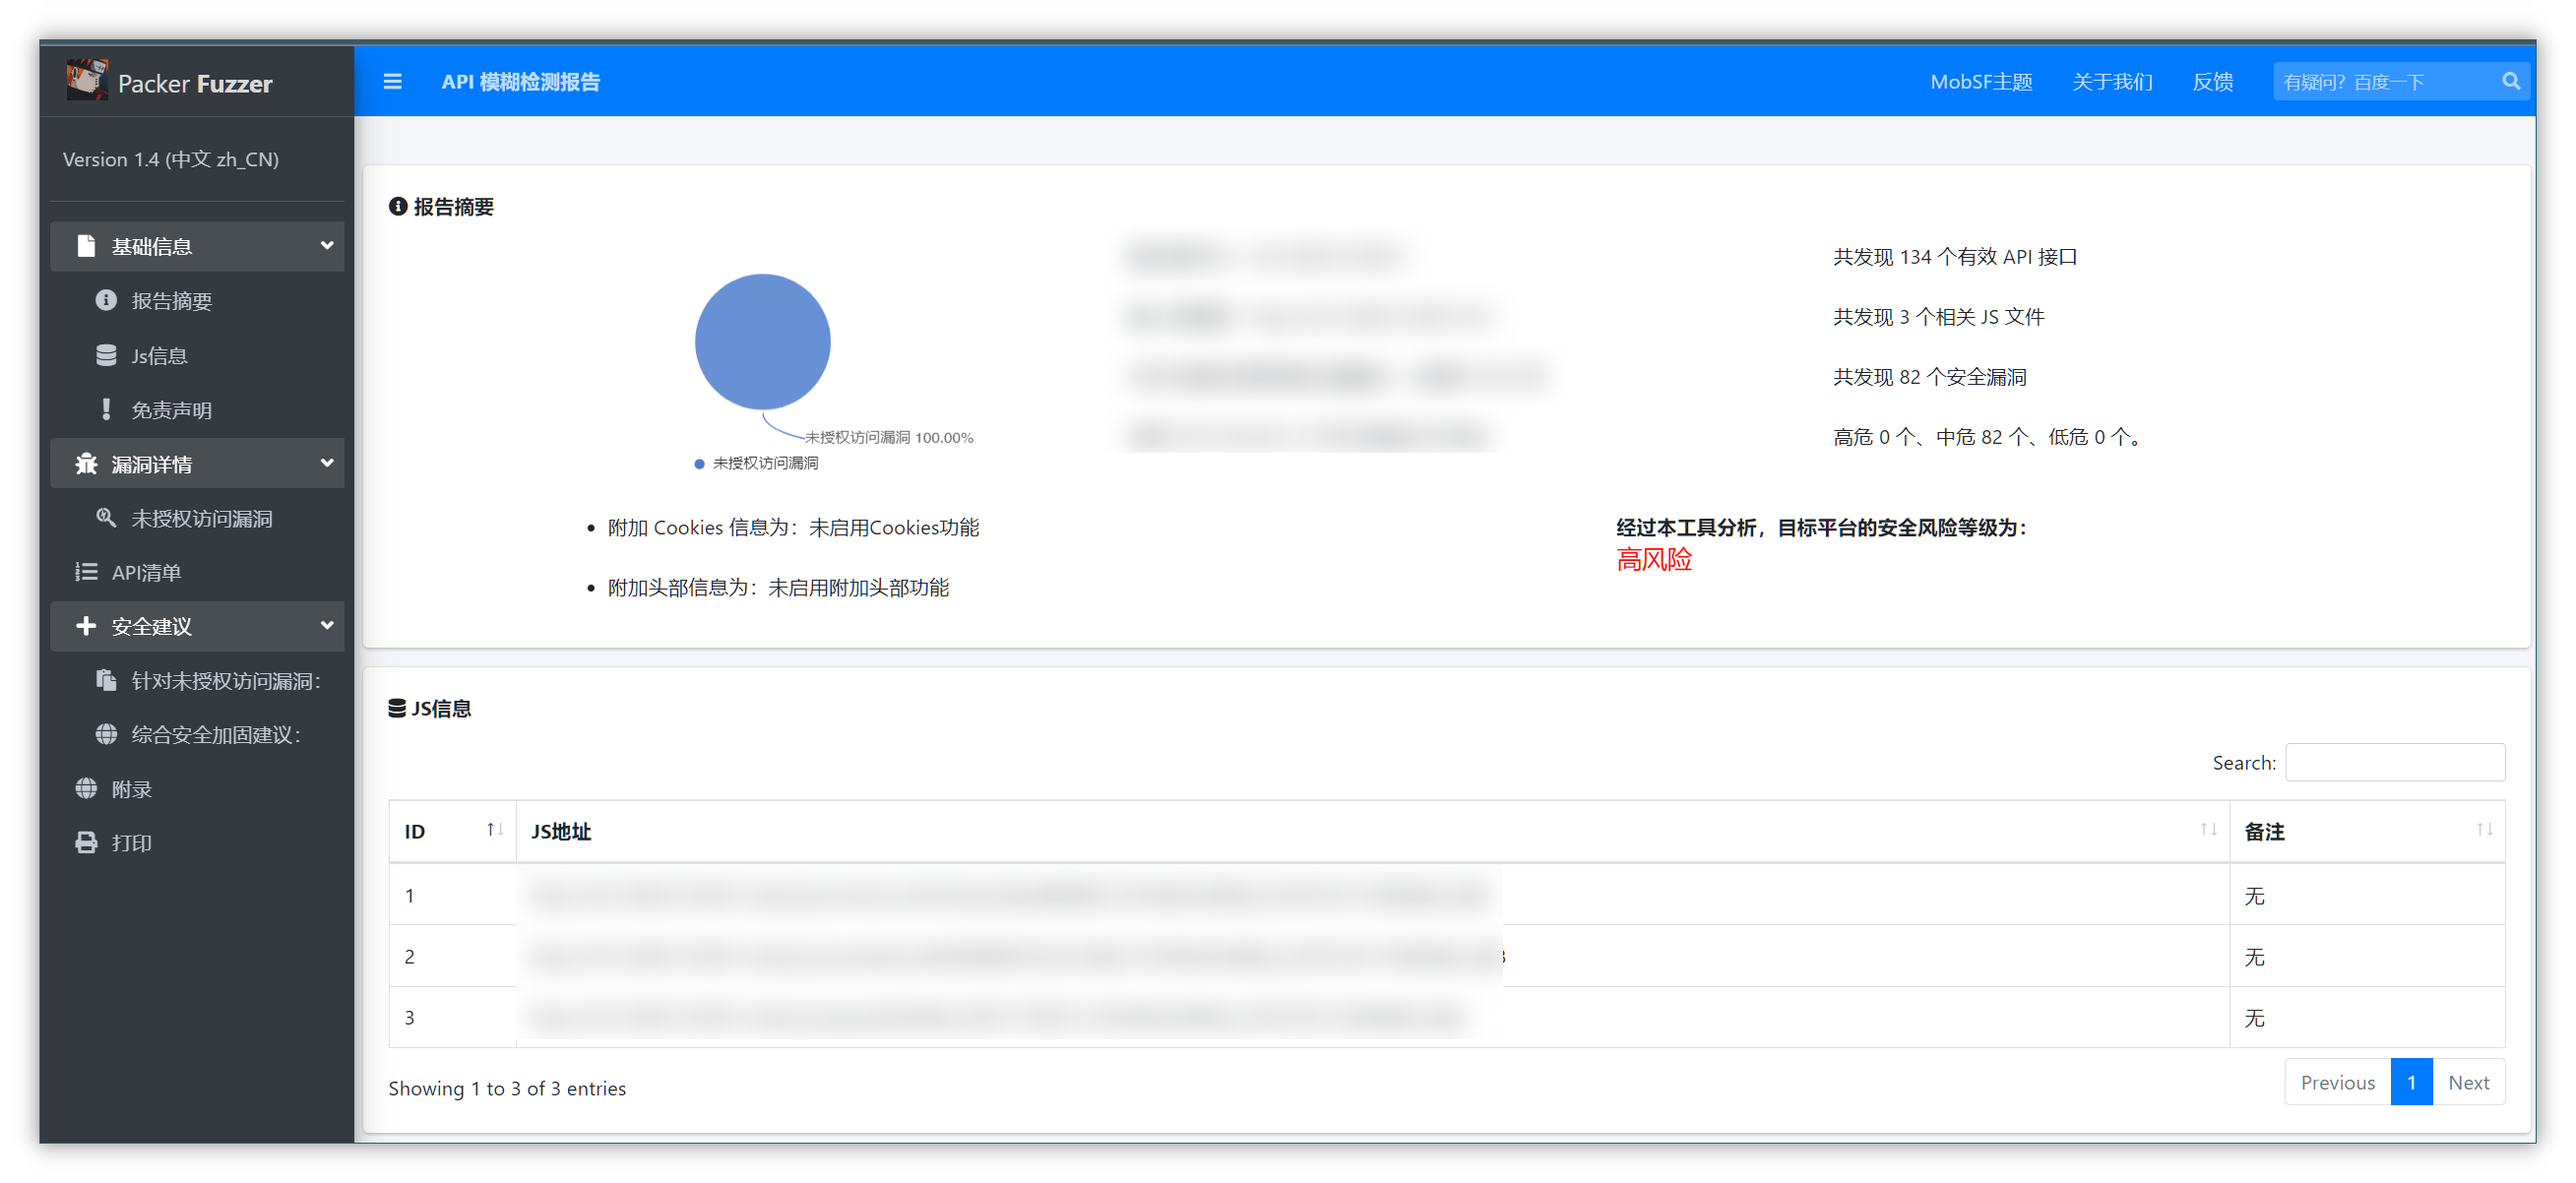 Packer Fuzzer
API 模糊检测报告
MobSF主题
关于我们
反馈
有疑问？百度一下
Version 1.4 (中文 zh_CN)
基础信息
报告摘要
Js信息
免责声明
漏洞详情
未授权访问漏洞
API清单
安全建议
针对未授权访问漏洞：
综合安全加固建议：
附录
打印
报告摘要
未授权访问漏洞 100.00%
未授权访问漏洞
共发现 134 个有效 API 接口
共发现 3 个相关 JS 文件
共发现 82 个安全漏洞
高危 0 个、中危 82 个、低危 0 个。
附加 Cookies 信息为：未启用Cookies功能
附加头部信息为：未启用附加头部功能
经过本工具分析，目标平台的安全风险等级为：
高风险
JS信息
Search:
ID JS地址 备注
1 无
2 无
3 无
Showing 1 to 3 of 3 entries
Previous 1 Next